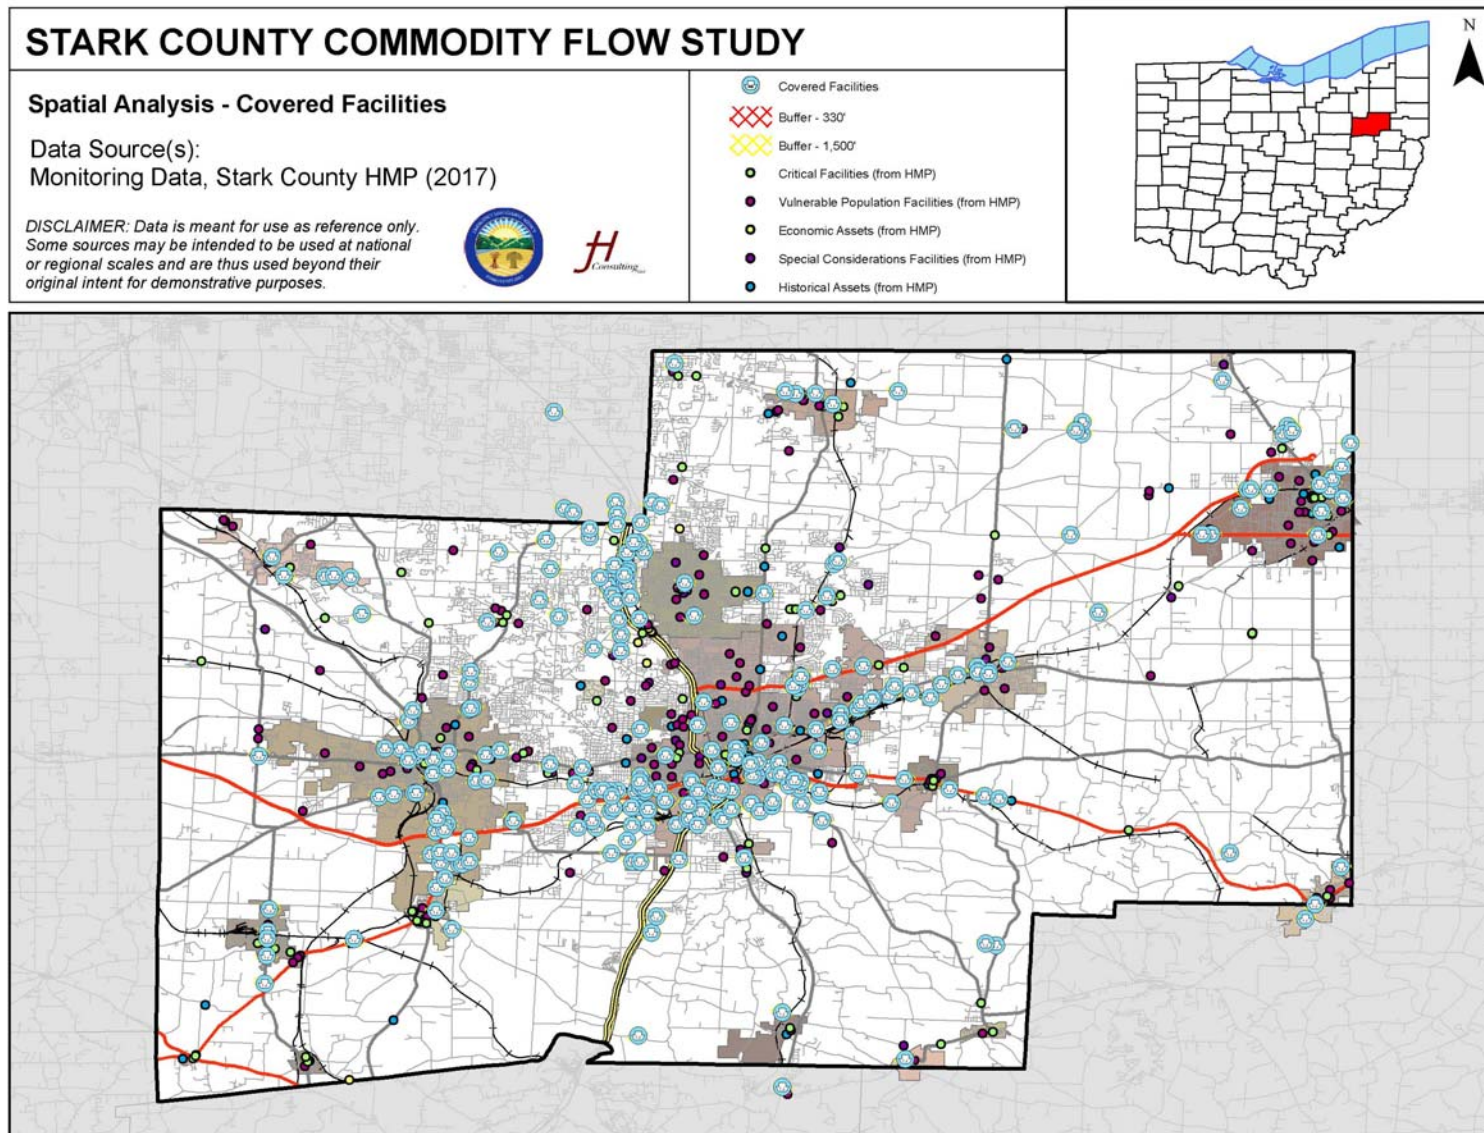 STARK COUNTY COMMODITY FLOW STUDY
Spatial Analysis - Covered Facilities
Data Source(s):
Monitoring Data, Stark County HMP (2017)
DISCLAIMER: Data is meant for use as reference only.
Some sources may be intended to be used at national
or regional scales and are thus used beyond their
original intent for demonstrative purposes.
JH
Consulting
Covered Facilities
Buffer - 330'
Buffer - 1,500'
Critical Facilities (from HMP)
Vulnerable Population Facilities (from HMP)
Economic Assets (from HMP)
Special Considerations Facilities (from HMP)
Historical Assets (from HMP)
N